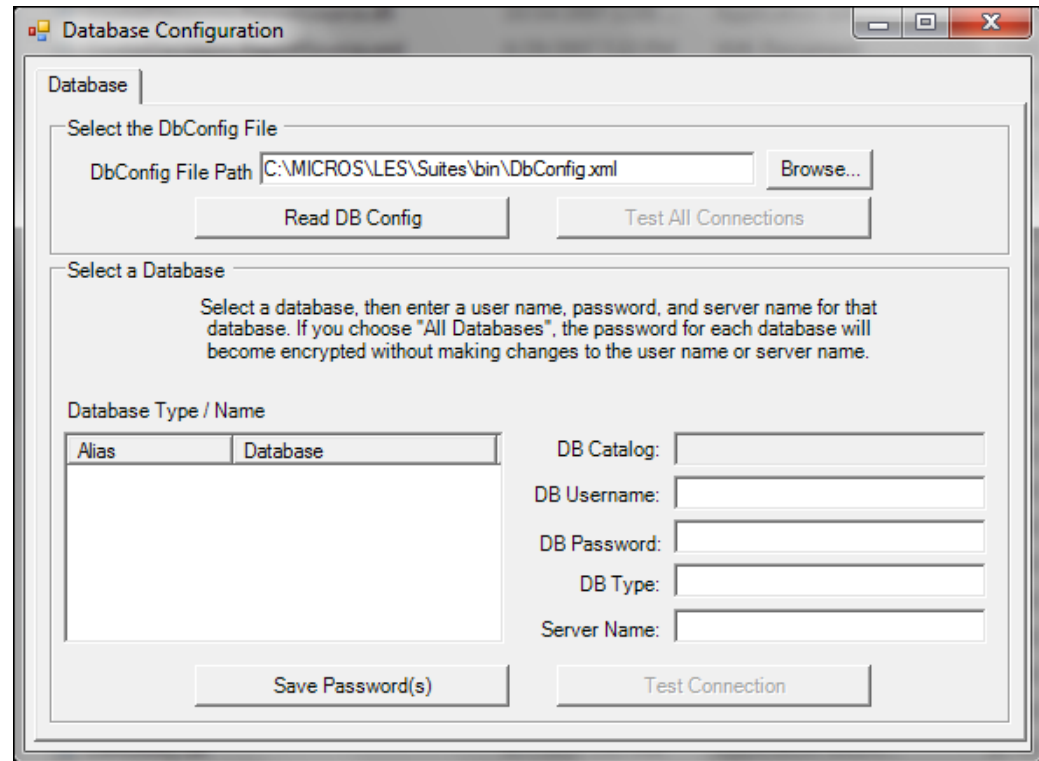 Database Configuration
Database
Select the DbConfig File
DbConfig File Path C:\MICROS\LES\Suites\bin\DbConfig.xml Browse...
Read DB Config Test All Connections
Select a Database
Select a database, then enter a user name, password, and server name for that
database. If you choose "All Databases", the password for each database will
become encrypted without making changes to the user name or server name.
Database Type / Name
Alias Database
DB Catalog:
DB Username:
DB Password:
DB Type:
Server Name:
Save Password(s) Test Connection